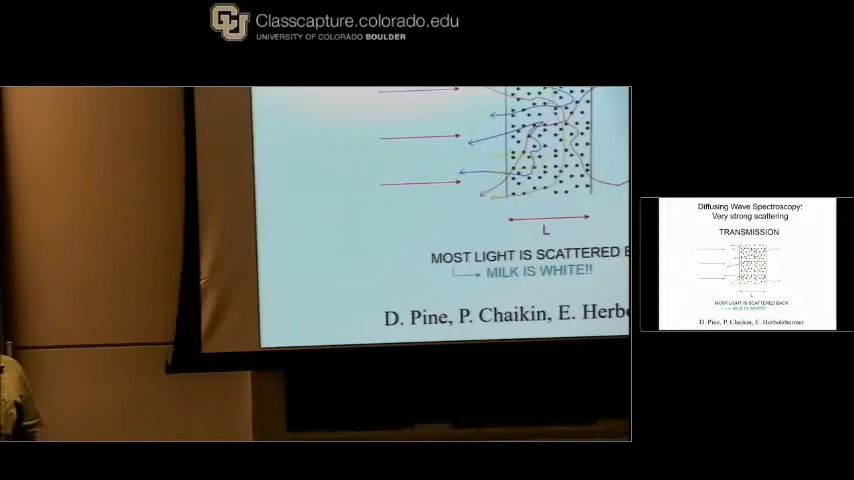 Classcapture.colorado.edu
UNIVERSITY OF COLORADO BOULDER
L
MOST LIGHT IS SCATTERED B
MILK IS WHITE!!
D. Pine, P. Chaikin, E. Herbo
Diffusing Wave Spectroscopy:
Very strong scattering
TRANSMISSION
L
MOST LIGHT IS SCATTERED BACK
MILK IS WHITE!!
D. Pine, P. Chaikin, E. Herbolzheimer